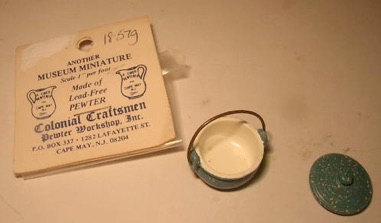 18-579
ANOTHER
MUSEUM MINIATURE
Scale 1" per foot
Made of
Lead-Free
PEWTER
Colonial Craftsmen
Pewter Workshop, Inc.
P.O. BOX 337 • 1282 LAFAYETTE ST.
CAPE MAY, N.J. 08204